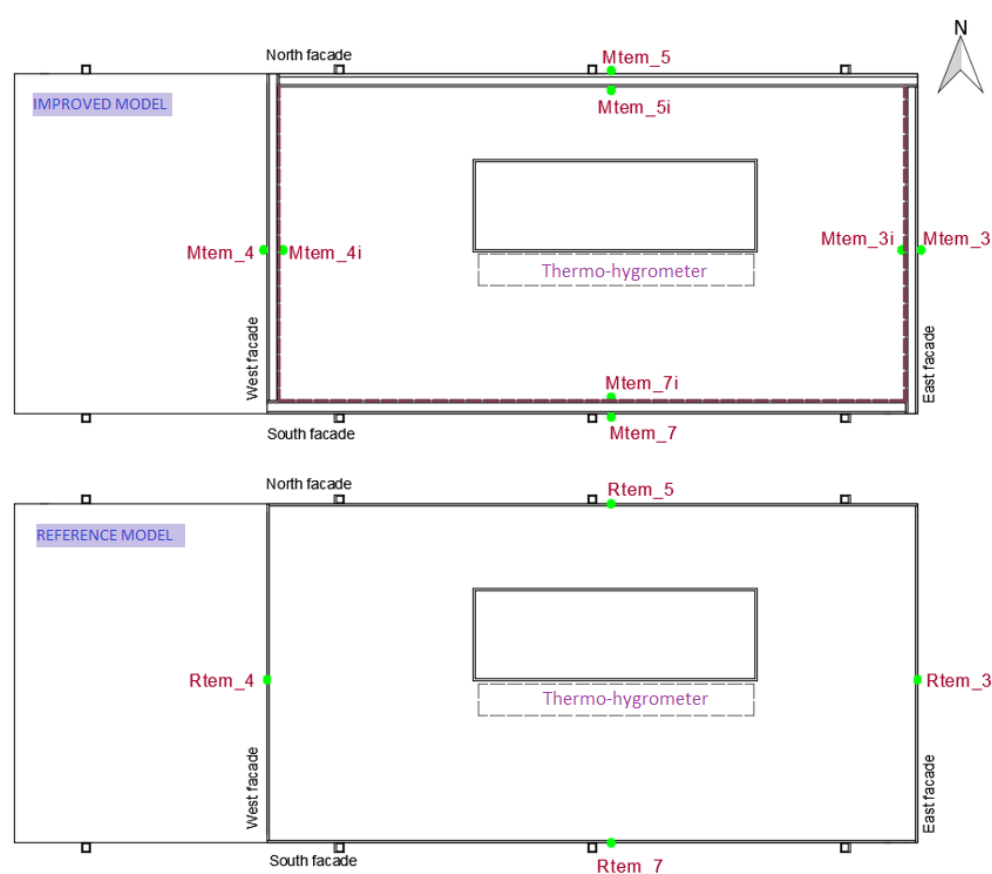 N
North facade
Mtem_5
IMPROVED MODEL
Mtem_5i
Mtem_4
Mtem_4i
Mtem_3i
Mtem_3
Thermo-hygrometer
West facade
East facade
Mtem_7i
South facade
Mtem_7
North facade
Rtem_5
REFERENCE MODEL
Rtem_4
Rtem_3
Thermo-hygrometer
West facade
East facade
South facade
Rtem_7